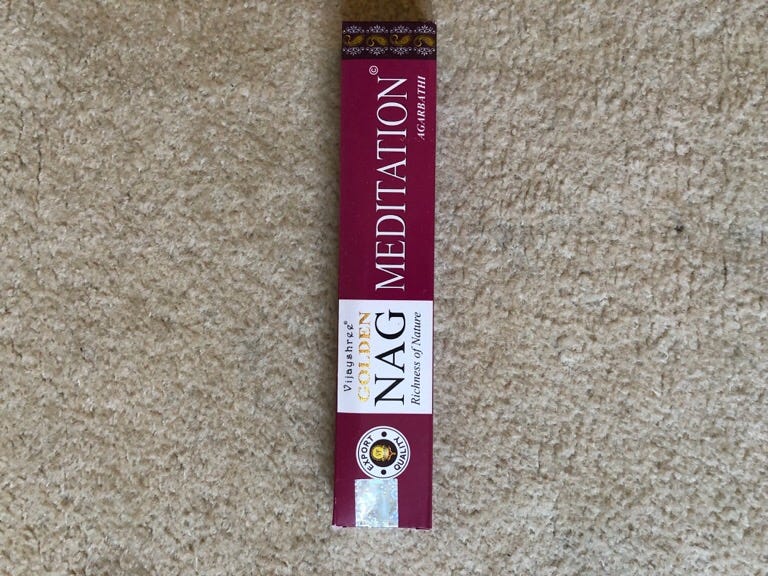 Vijayshree®
GOLDEN
NAG
Richness of Nature
MEDITATION©
AGARBATHI
EXPORT
QUALITY